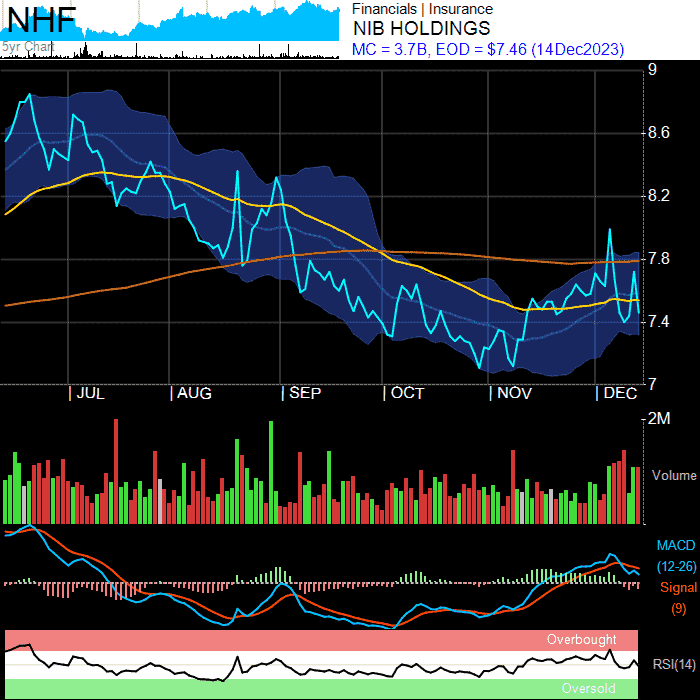 NHF
5yr Chart
Financials | Insurance
NIB HOLDINGS
MC = 3.7B, EOD = $7.46 (14Dec2023)
9
8.6
8.2
7.8
7.4
7
| JUL | AUG | SEP | OCT | NOV | DEC
2M
Volume
MACD
(12-26)
Signal
(9)
Overbought
RSI(14)
Oversold